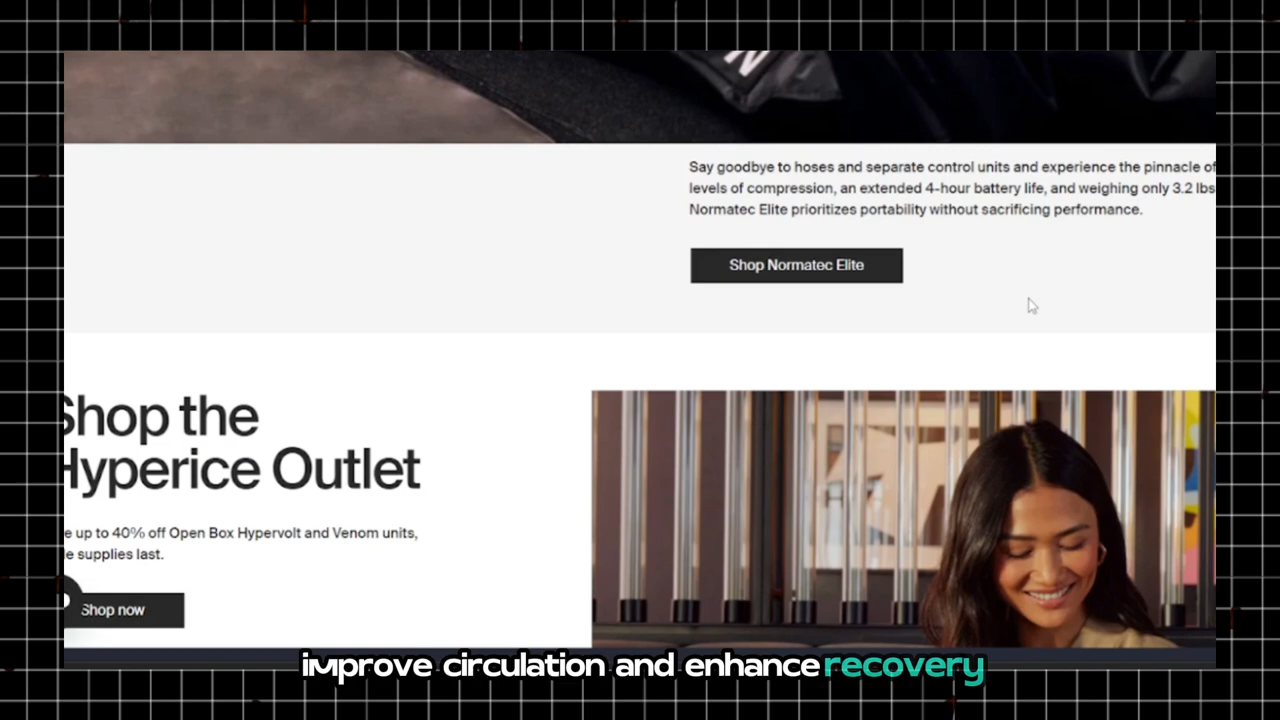 N
Say goodbye to hoses and separate control units and experience the pinnacle of
levels of compression, an extended 4-hour battery life, and weighing only 3.2 lbs
Normatec Elite prioritizes portability without sacrificing performance.
Shop Normatec Elite
Shop the
Hyperice Outlet
e up to 40% off Open Box Hypervolt and Venom units,
e supplies last.
Shop now
improve circulation and enhance recovery